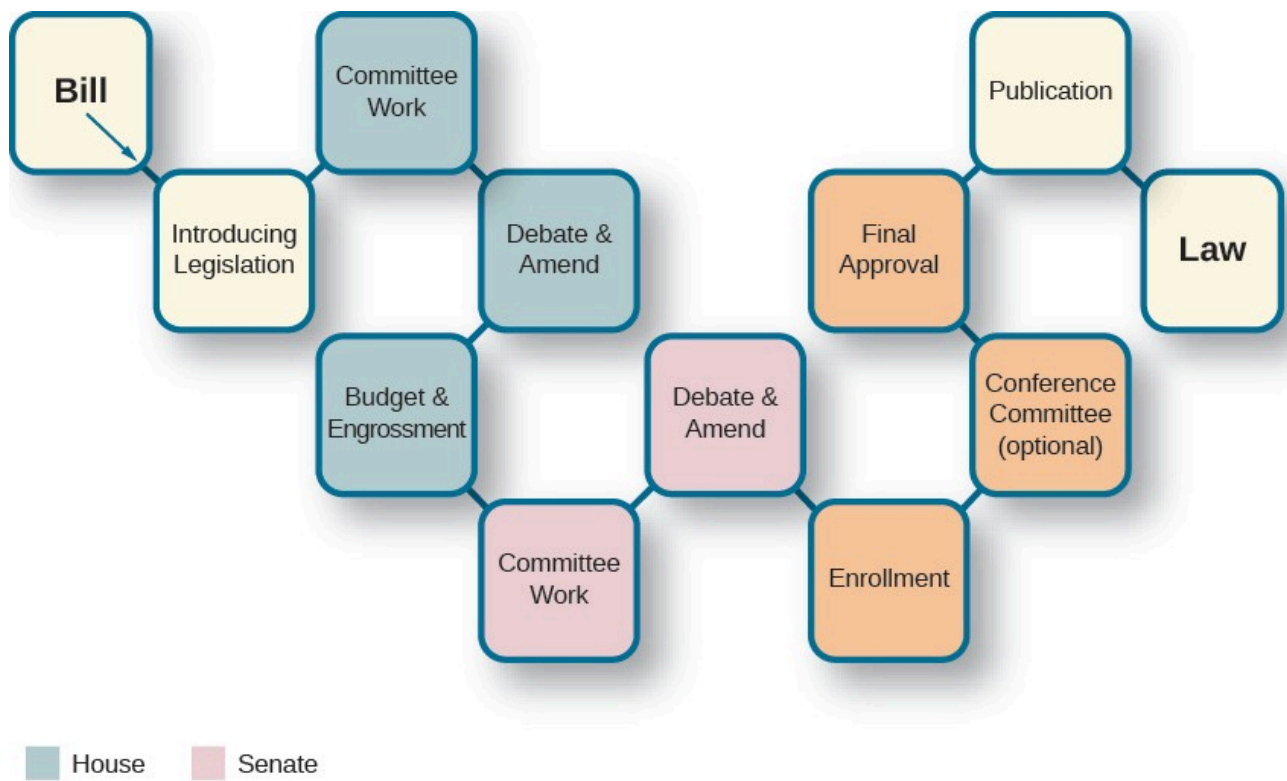 Bill
Introducing
Legislation
Committee
Work
Debate &
Amend
Budget &
Engrossment
Committee
Work
Debate &
Amend
Enrollment
Conference
Committee
(optional)
Final
Approval
Publication
Law
House
Senate